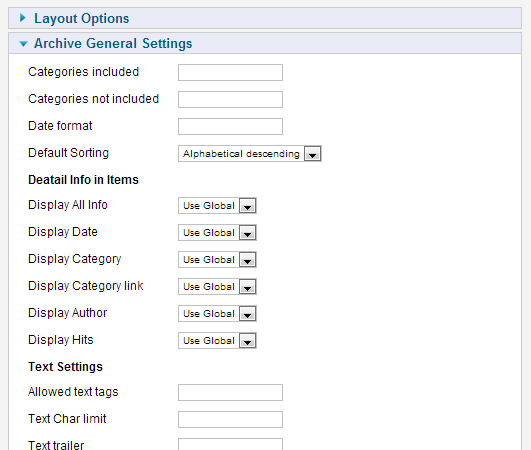 Layout Options
Archive General Settings
Categories included
Categories not included
Date format
Default Sorting Alphabetical descending
Deatail Info in Items
Display All Info Use Global
Display Date Use Global
Display Category Use Global
Display Category link Use Global
Display Author Use Global
Display Hits Use Global
Text Settings
Allowed text tags
Text Char limit
Text trailer